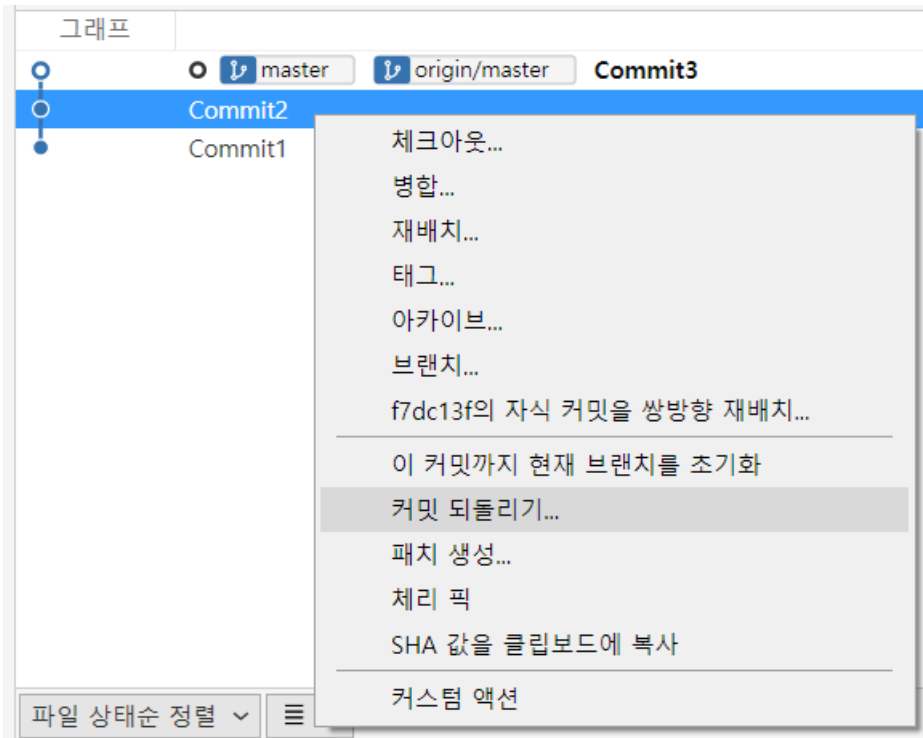 그래프
master origin/master Commit3
Commit2
Commit1
체크아웃...
병합...
재배치...
태그...
아카이브...
브랜치...
f7dc13f의 자식 커밋을 쌍방향 재배치...
이 커밋까지 현재 브랜치를 초기화
커밋 되돌리기...
패치 생성...
체리 픽
SHA 값을 클립보드에 복사
커스텀 액션
파일 상태순 정렬